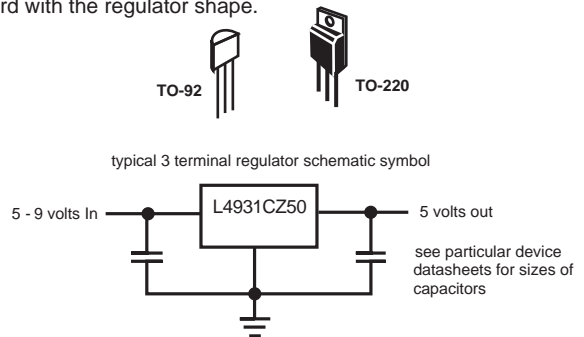 rd with the regulator shape.
TO-92
TO-220
typical 3 terminal regulator schematic symbol
5 - 9 volts In
L4931CZ50
5 volts out
see particular device
datasheets for sizes of
capacitors